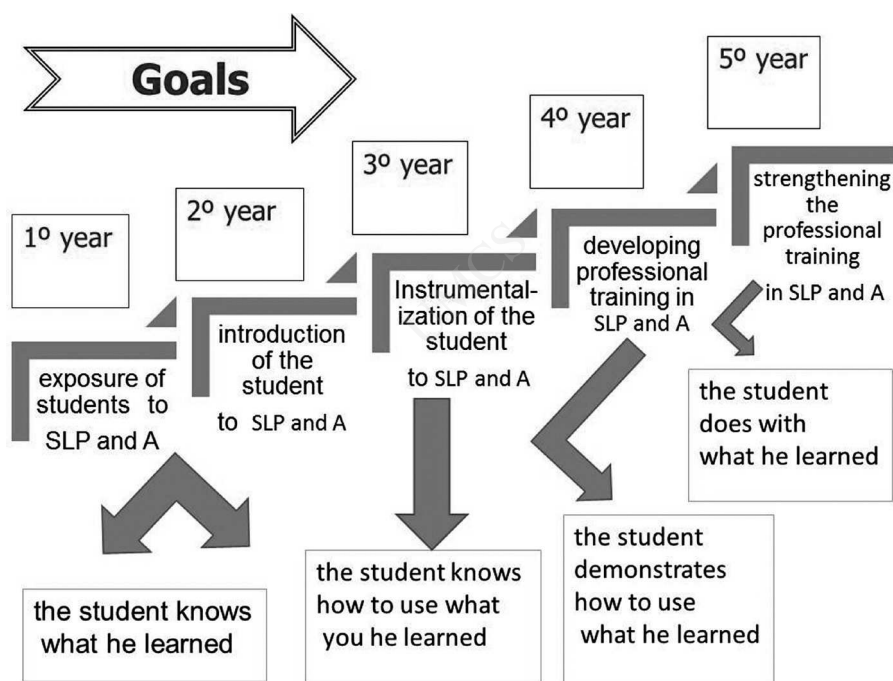 Goals
1º year
2º year
3º year
4º year
5º year
exposure of
students to
SLP and A
introduction
of the
student
to SLP and A
Instrumental-
ization of the
student
to SLP and A
developing
professional
training in
SLP and A
strengthening
the
professional
training
in SLP and A
the student knows
what he learned
the student knows
how to use what
you he learned
the student
demonstrates
how to use
what he learned
the student
does with
what he learned